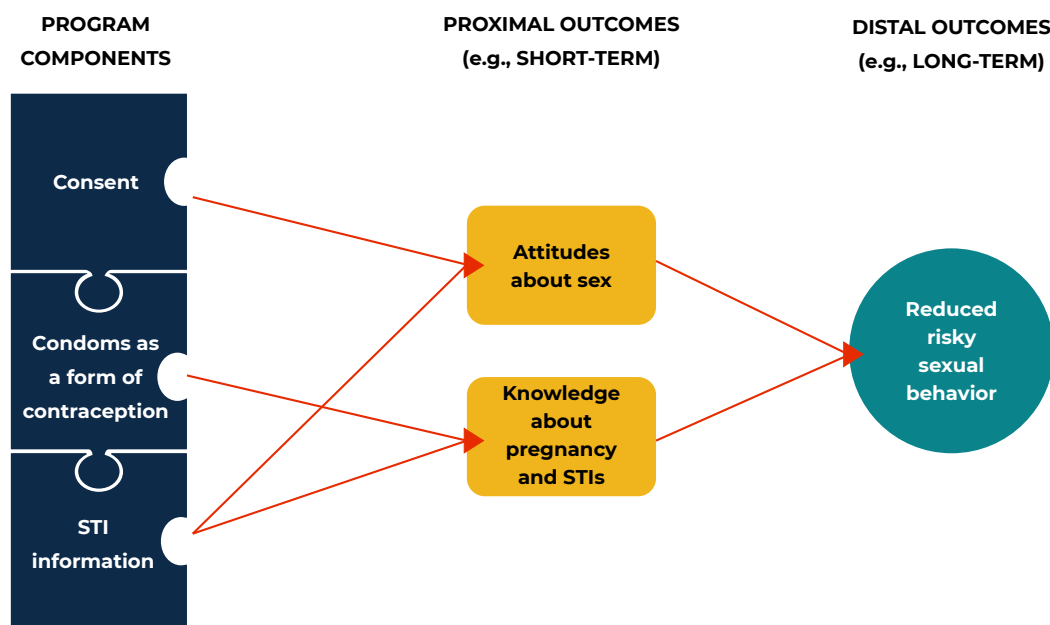 PROGRAM
COMPONENTS
PROXIMAL OUTCOMES
(e.g., SHORT-TERM)
DISTAL OUTCOMES
(e.g., LONG-TERM)
Consent
Condoms as
a form of
contraception
STI
information
Attitudes
about sex
Knowledge
about
pregnancy
and STIs
Reduced
risky
sexual
behavior